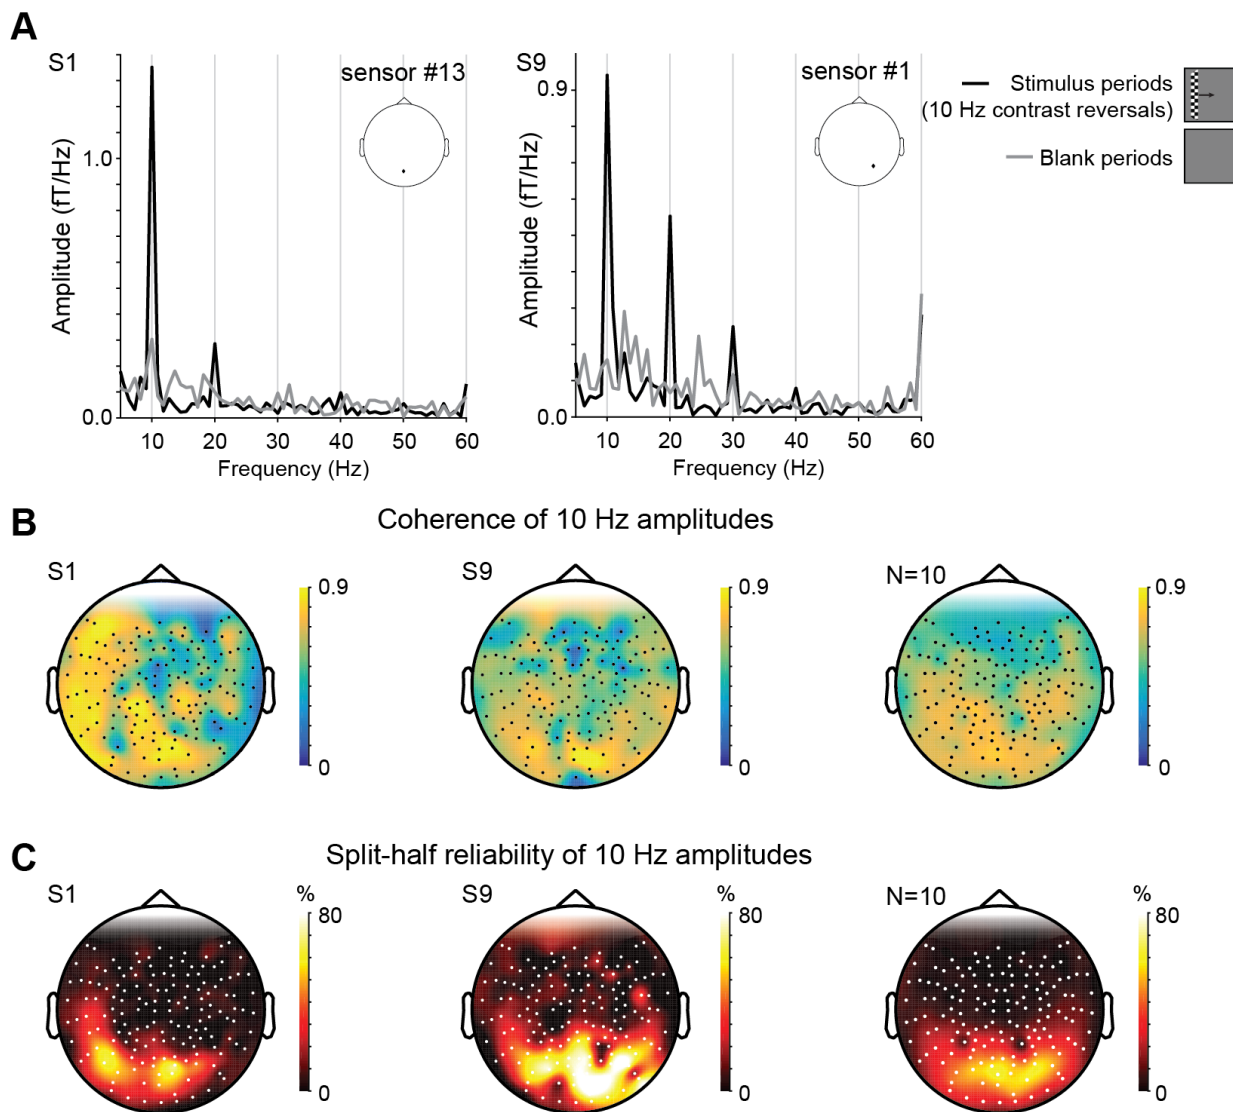 A
S1
sensor #13
Amplitude (fT/Hz)
1.0
0.0
10 20 30 40 50 60
Frequency (Hz)
S9
sensor #1
Amplitude (fT/Hz)
0.9
0.0
10 20 30 40 50 60
Frequency (Hz)
Stimulus periods
(10 Hz contrast reversals)
Blank periods
B
Coherence of 10 Hz amplitudes
S1
0.9
0
S9
0.9
0
N=10
0.9
0
C
Split-half reliability of 10 Hz amplitudes
S1
%
80
0
S9
%
80
0
N=10
%
80
0